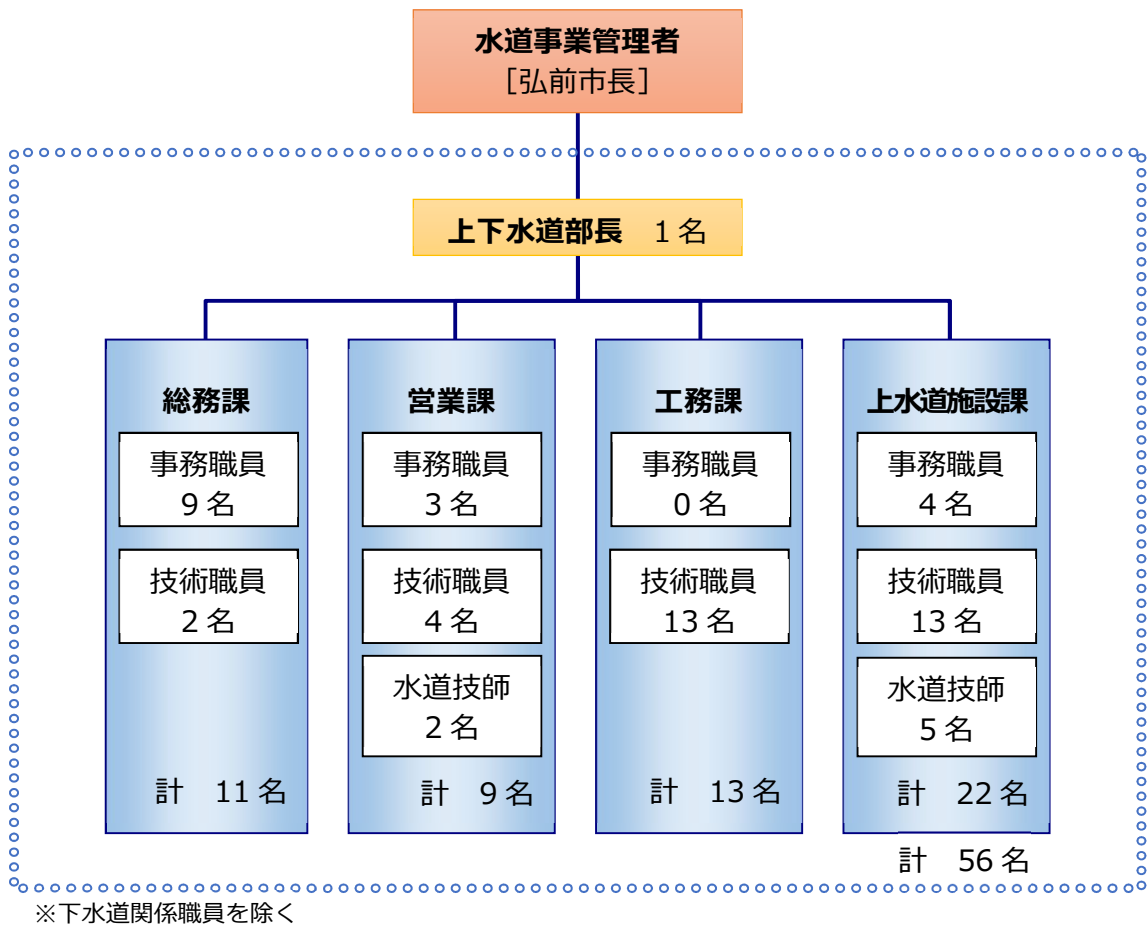 水道事業管理者
［弘前市長］
上下水道部長　1名
総務課
事務職員
9名
技術職員
2名
計　11名
営業課
事務職員
3名
技術職員
4名
水道技師
2名
計　9名
工務課
事務職員
0名
技術職員
13名
計　13名
上水道施設課
事務職員
4名
技術職員
13名
水道技師
5名
計　22名
計　56名
※下水道関係職員を除く